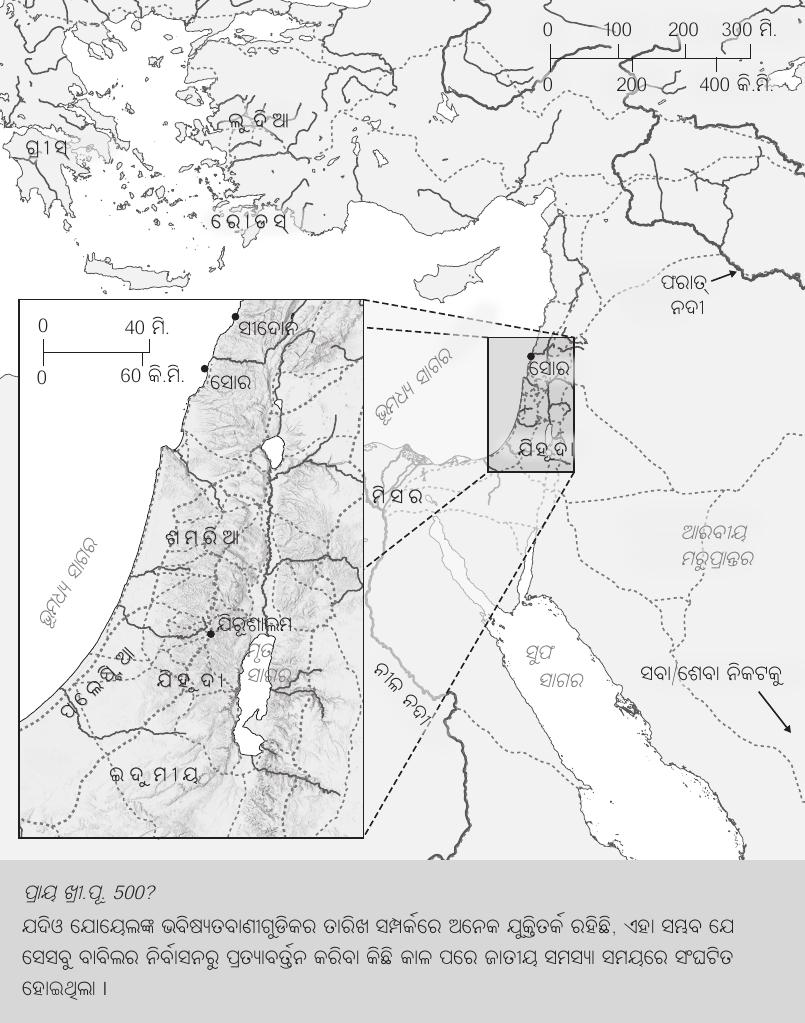 0 100 200 300 ମି.
0 200 400 କି.ମି.
ଲୁଦିଆ
ଗ୍ରୀସ
ରୋଡସ୍
ଫରାତ୍
ନଦୀ
0 40 ମି.
0 60 କି.ମି.
ସୀଦୋନ
ସୋର
ଭୂମଧ୍ୟ ସାଗର
ସୋର
ଯିହୂଦା
ମିସର
ଆରବୀୟ
ମରୁପ୍ରାନ୍ତର
ଶମରିଆ
ଭୂମଧ୍ୟ ସାଗର
ଯିରୂଶାଲମ
ମୃତ
ସାଗର
ପଲେଷ୍ଟିଆ
ଯିହୂଦା
ଇଦୁମୀୟ
ସୁଫ
ସାଗର
ନୀଳ ନଦୀ
ସବା/ଶେବା ନିକଟକୁ
ପ୍ରାୟ ଖ୍ରୀ.ପୂ. 500?
ଯଦିଓ ଯୋୟେଲଙ୍କ ଭବିଷ୍ୟତବାଣୀଗୁଡିକର ତାରିଖ ସମ୍ପର୍କରେ ଅନେକ ଯୁକ୍ତିତର୍କ ରହିଛି, ଏହା ସମ୍ଭବ ଯେ
ସେସବୁ ବାବିଲର ନିର୍ବାସନରୁ ପ୍ରତ୍ୟାବର୍ତ୍ତନ କରିବା କିଛି କାଳ ପରେ ଜାତୀୟ ସମସ୍ୟା ସମୟରେ ସଂଘଟିତ
ହୋଇଥିଲା ।